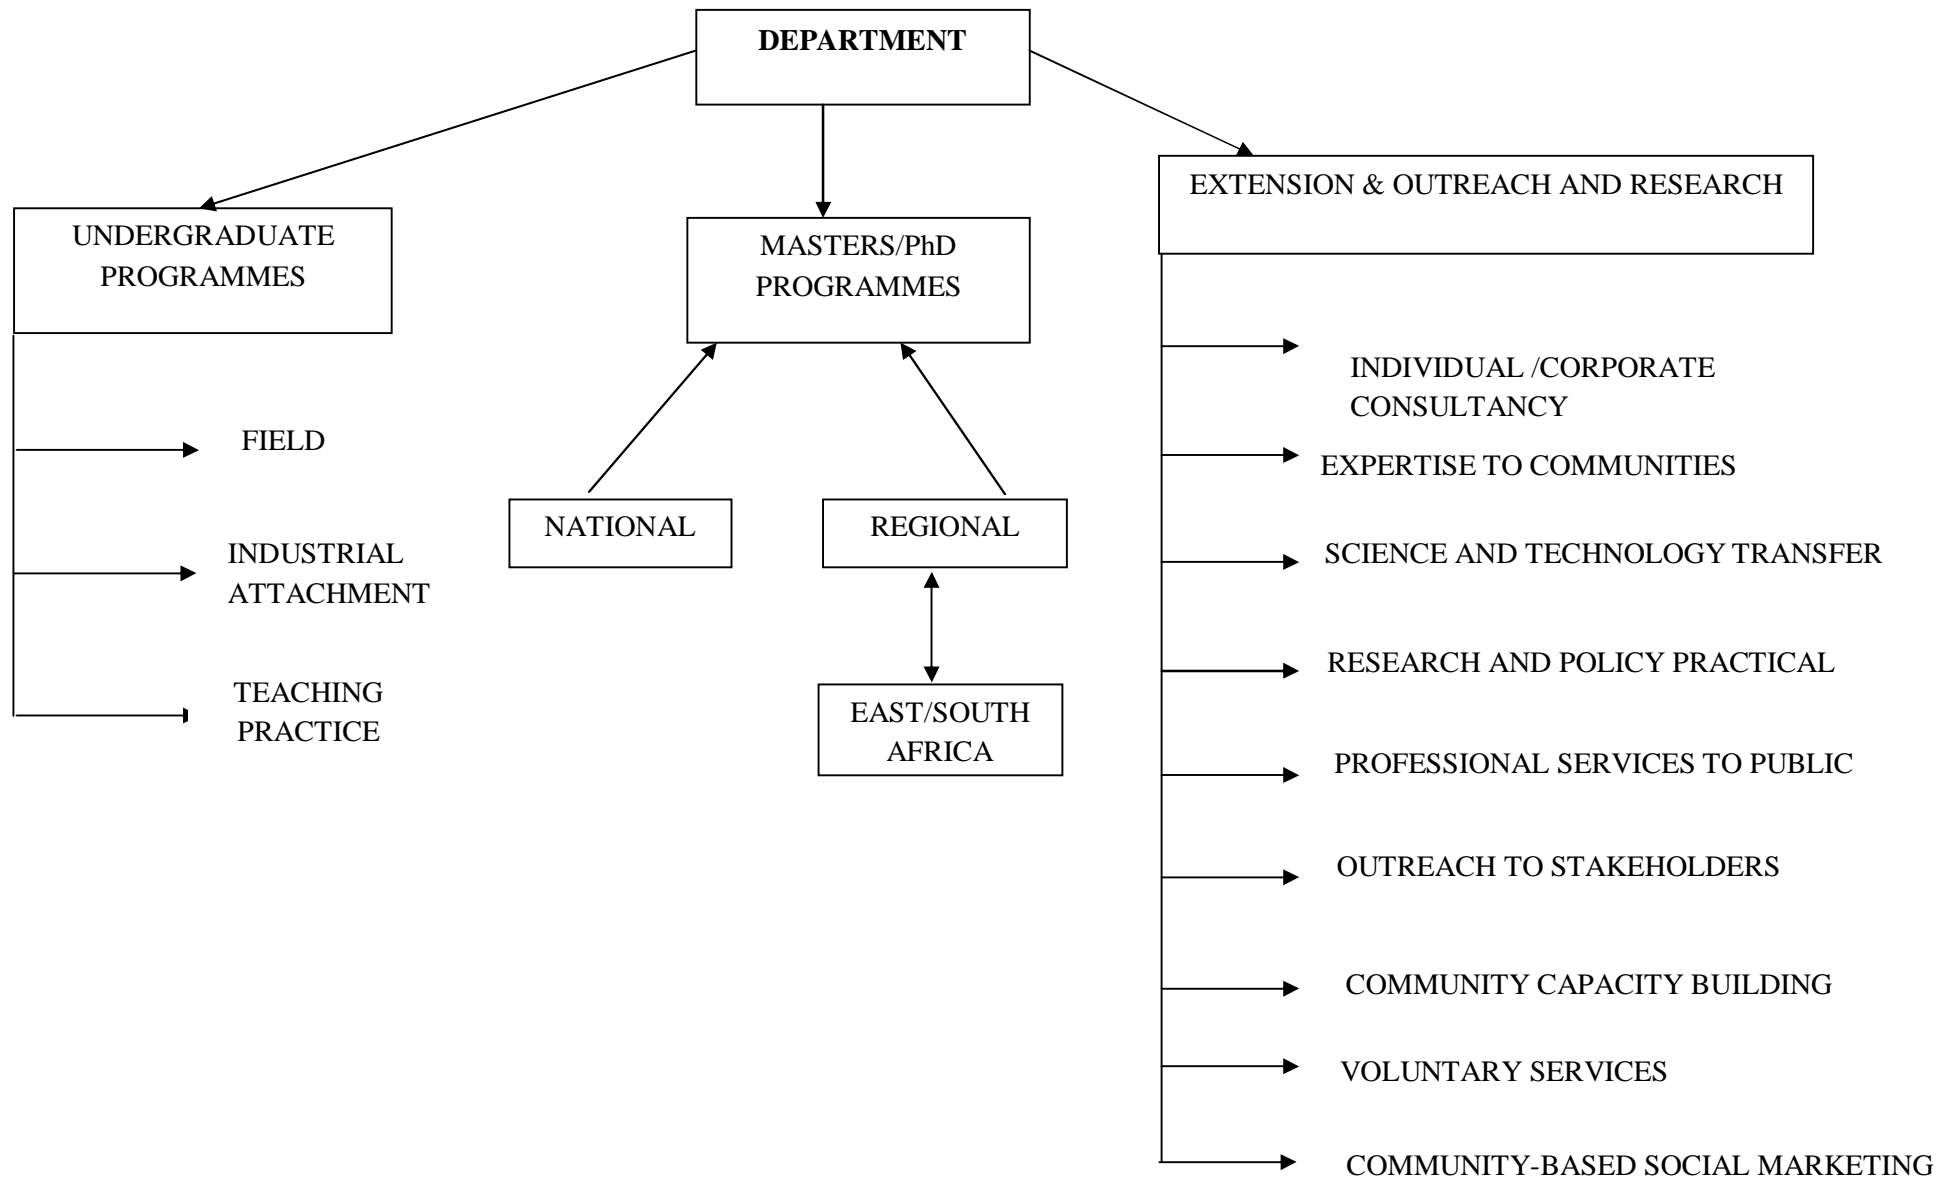 DEPARTMENT
UNDERGRADUATE
PROGRAMMES
FIELD
INDUSTRIAL
ATTACHMENT
TEACHING
PRACTICE
MASTERS/PhD
PROGRAMMES
NATIONAL
REGIONAL
EAST/SOUTH
AFRICA
EXTENSION & OUTREACH AND RESEARCH
INDIVIDUAL /CORPORATE
CONSULTANCY
EXPERTISE TO COMMUNITIES
SCIENCE AND TECHNOLOGY TRANSFER
RESEARCH AND POLICY PRACTICAL
PROFESSIONAL SERVICES TO PUBLIC
OUTREACH TO STAKEHOLDERS
COMMUNITY CAPACITY BUILDING
VOLUNTARY SERVICES
COMMUNITY-BASED SOCIAL MARKETING